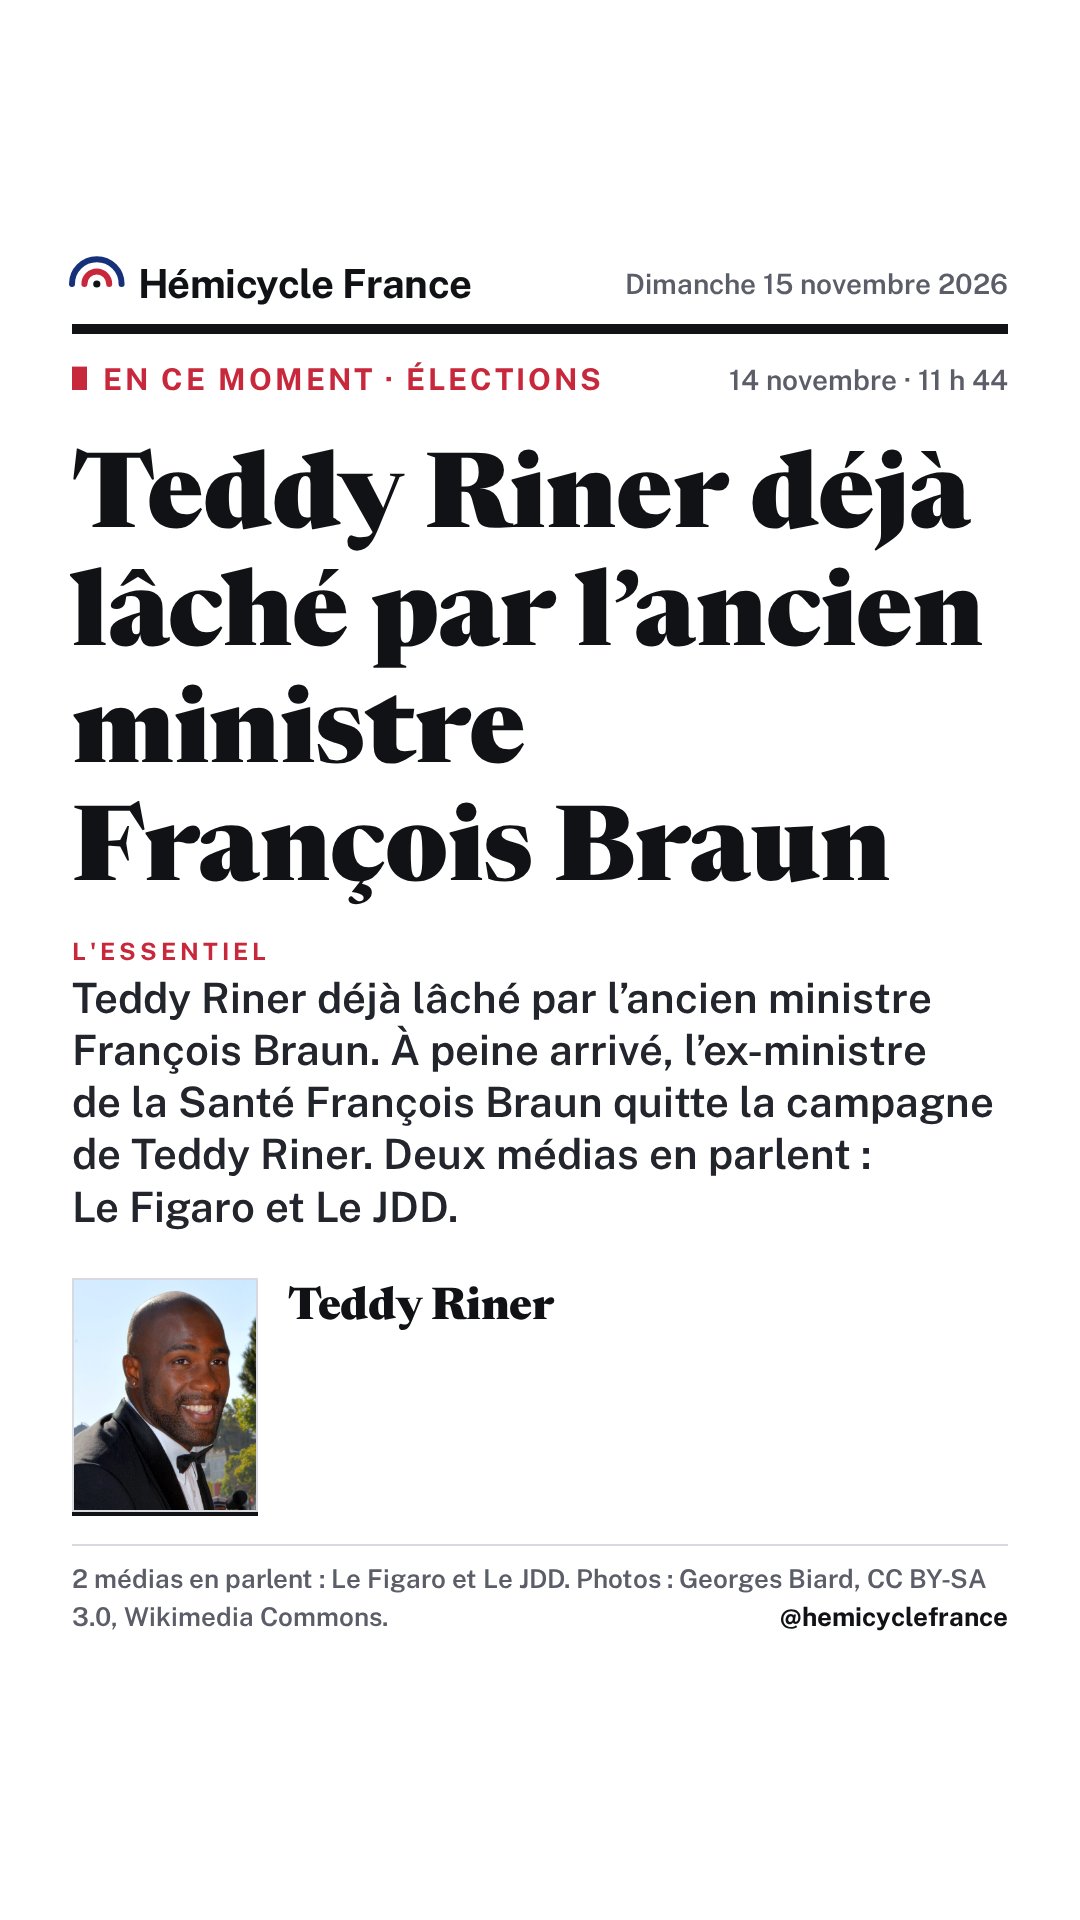 Hémicycle France
Dimanche 15 novembre 2026
EN CE MOMENT · ÉLECTIONS
14 novembre · 11 h 44
Teddy Riner déjà
lâché par l’ancien
ministre
François Braun
L'ESSENTIEL
Teddy Riner déjà lâché par l’ancien ministre
François Braun. À peine arrivé, l’ex-ministre
de la Santé François Braun quitte la campagne
de Teddy Riner. Deux médias en parlent :
Le Figaro et Le JDD.
Teddy Riner
2 médias en parlent : Le Figaro et Le JDD. Photos : Georges Biard, CC BY-SA
3.0, Wikimedia Commons.
@hemicyclefrance